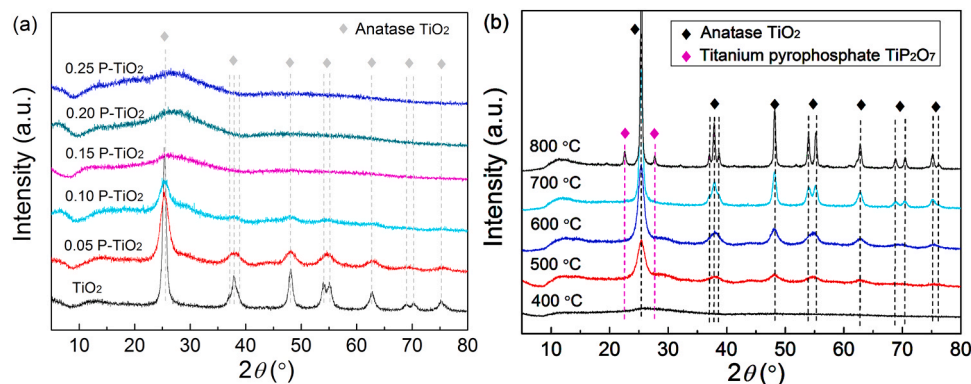 (a)
Anatase TiO₂
0.25 P-TiO₂
0.20 P-TiO₂
0.15 P-TiO₂
0.10 P-TiO₂
0.05 P-TiO₂
TiO₂
Intensity (a.u.)
10 20 30 40 50 60 70 80
2θ (°)
(b)
Anatase TiO₂
Titanium pyrophosphate TiP₂O₇
800 °C
700 °C
600 °C
500 °C
400 °C
Intensity (a.u.)
10 20 30 40 50 60 70 80
2θ (°)